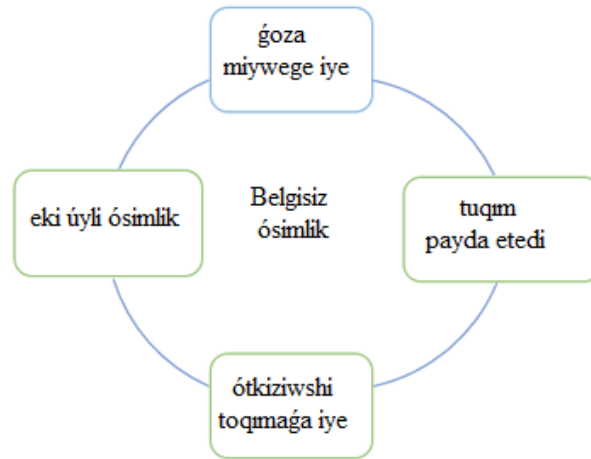 ǵoza
miywege iye
eki úyli ósimlik
Belgisiz
ósimlik
tuqım
payda etedi
ótkiziwshi
toqımaǵa iye